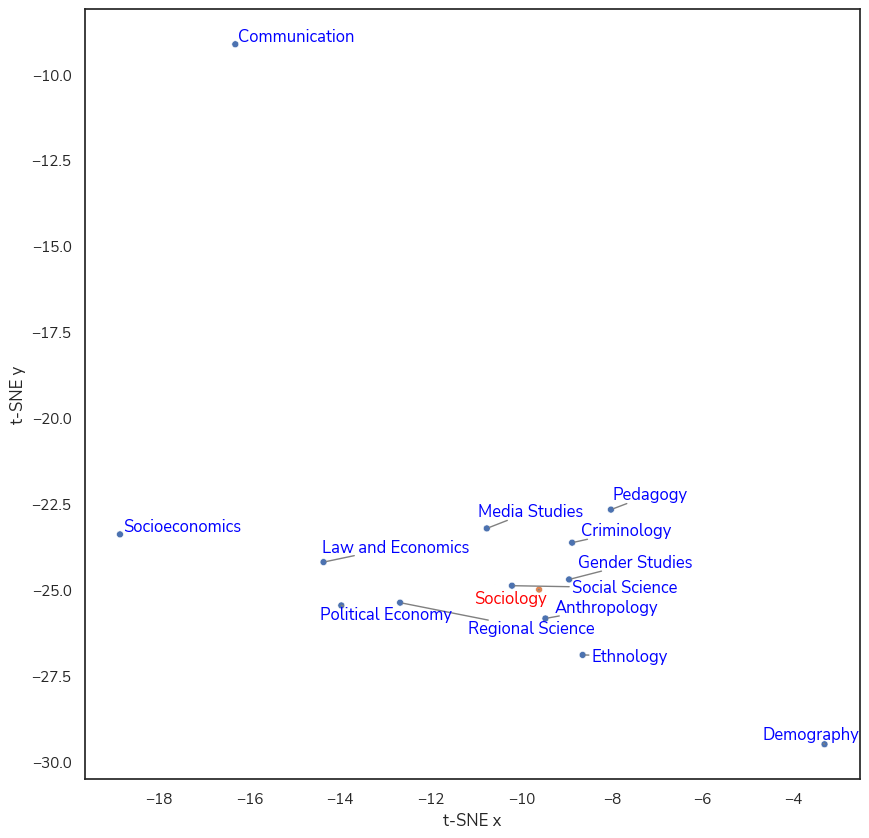 Communication
−10.0
−12.5
−15.0
−17.5
−20.0
−22.5
−25.0
−27.5
−30.0
t-SNE y
Pedagogy
Media Studies
Criminology
Socioeconomics
Law and Economics
Gender Studies
Social Science
Sociology
Anthropology
Political Economy
Regional Science
Ethnology
Demography
−18
−16
−14
−12
−10
−8
−6
−4
t-SNE x